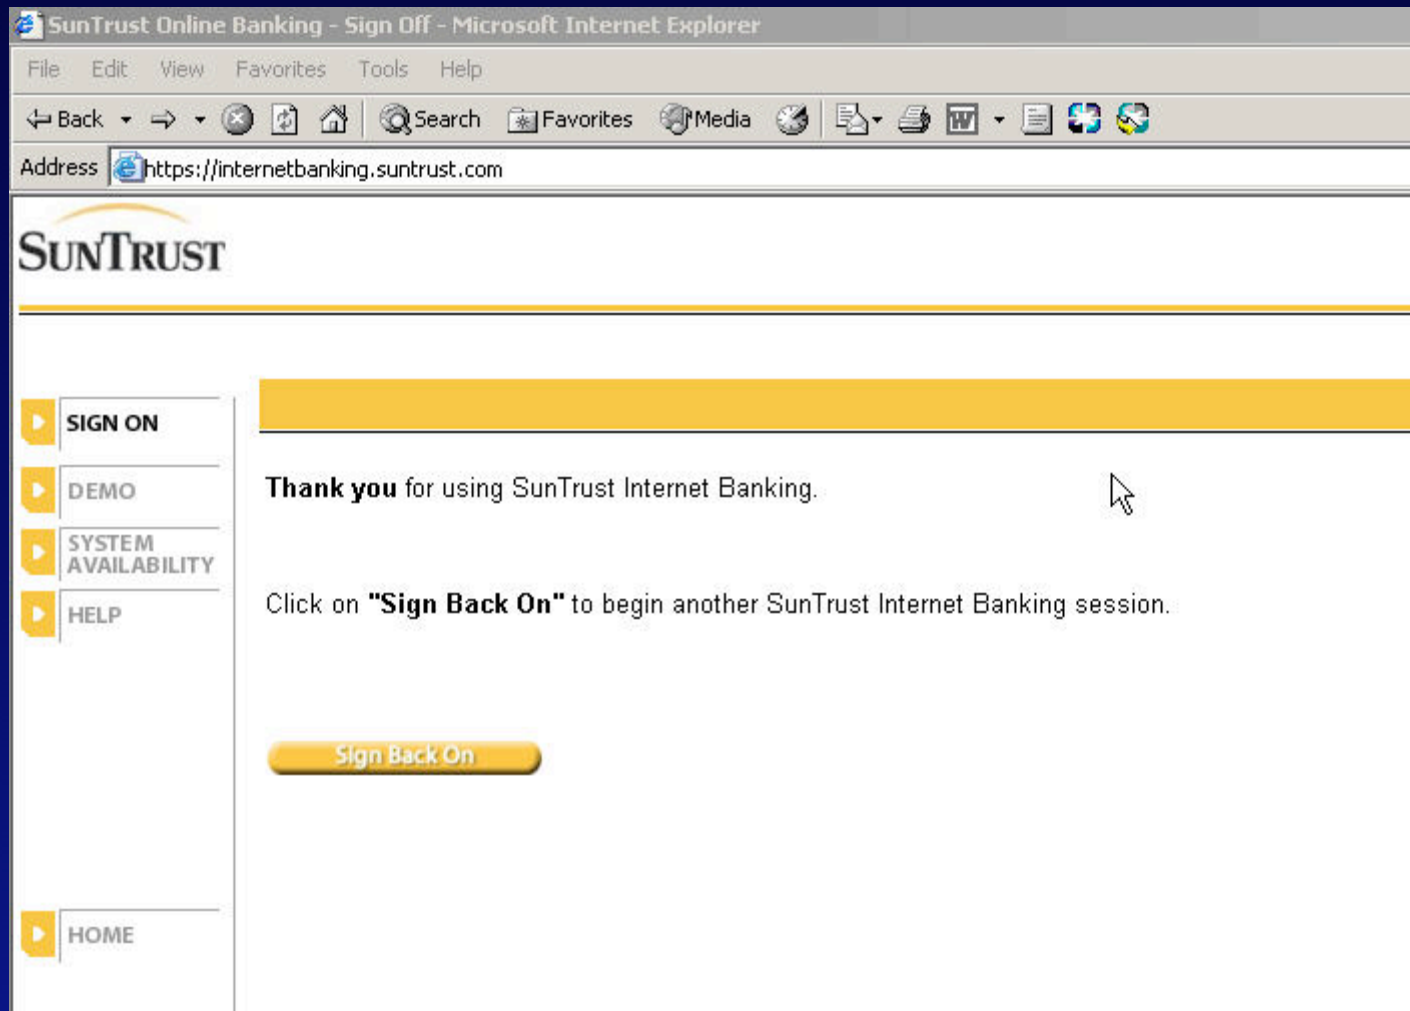 SunTrust Online Banking - Sign Off - Microsoft Internet Explorer
File Edit View Favorites Tools Help
Back Search Favorites Media
Address https://internetbanking.suntrust.com
SUNTRUST
SIGN ON
DEMO
SYSTEM
AVAILABILITY
HELP
HOME
Thank you for using SunTrust Internet Banking.
Click on "Sign Back On" to begin another SunTrust Internet Banking session.
Sign Back On